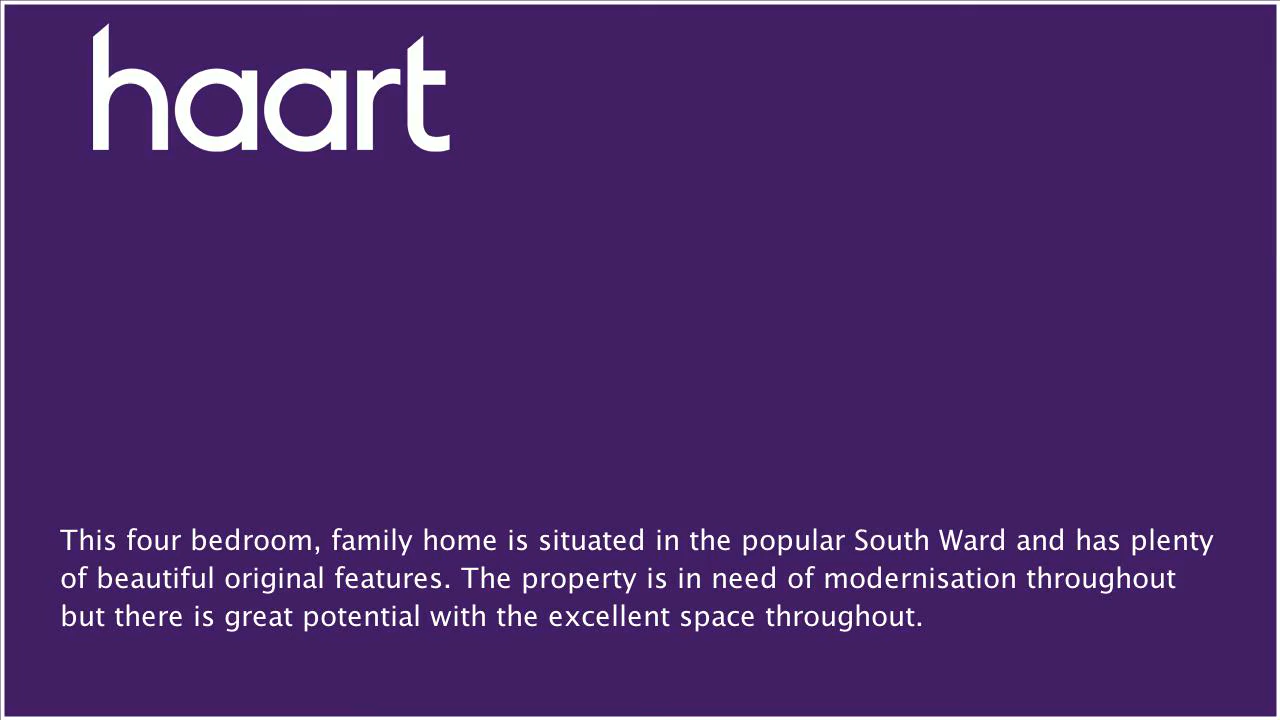 haart
This four bedroom, family home is situated in the popular South Ward and has plenty
of beautiful original features. The property is in need of modernisation throughout
but there is great potential with the excellent space throughout.